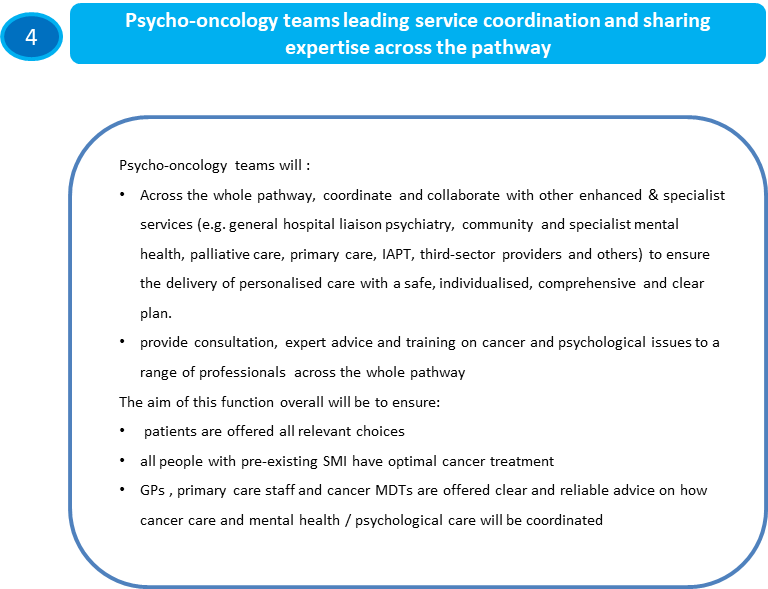 4
Psycho-oncology teams leading service coordination and sharing
expertise across the pathway
Psycho-oncology teams will :
• Across the whole pathway, coordinate and collaborate with other enhanced & specialist
services (e.g. general hospital liaison psychiatry, community and specialist mental
health, palliative care, primary care, IAPT, third-sector providers and others) to ensure
the delivery of personalised care with a safe, individualised, comprehensive and clear
plan.
• provide consultation, expert advice and training on cancer and psychological issues to a
range of professionals across the whole pathway
The aim of this function overall will be to ensure:
• patients are offered all relevant choices
• all people with pre-existing SMI have optimal cancer treatment
• GPs , primary care staff and cancer MDTs are offered clear and reliable advice on how
cancer care and mental health / psychological care will be coordinated